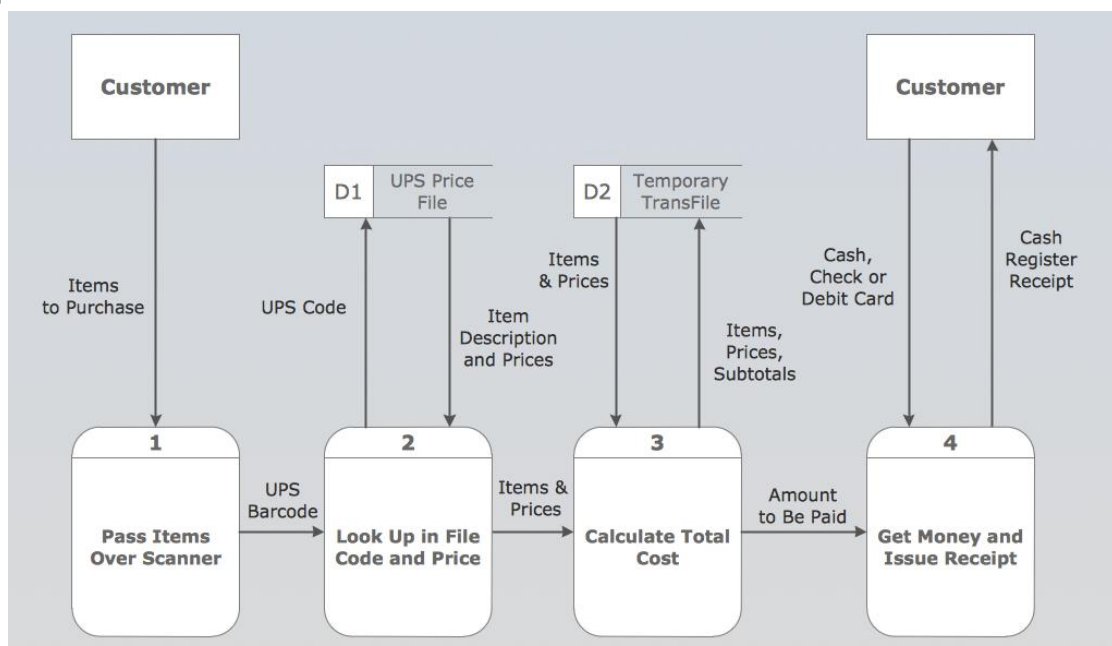 Customer
Customer
D1
UPS Price
File
D2
Temporary
TransFile
Items
to Purchase
UPS Code
Item
Description
and Prices
Items
& Prices
Items,
Prices,
Subtotals
Cash,
Check or
Debit Card
Cash
Register
Receipt
1
Pass Items
Over Scanner
UPS
Barcode
2
Look Up in File
Code and Price
Items &
Prices
3
Calculate Total
Cost
Amount
to Be Paid
4
Get Money and
Issue Receipt